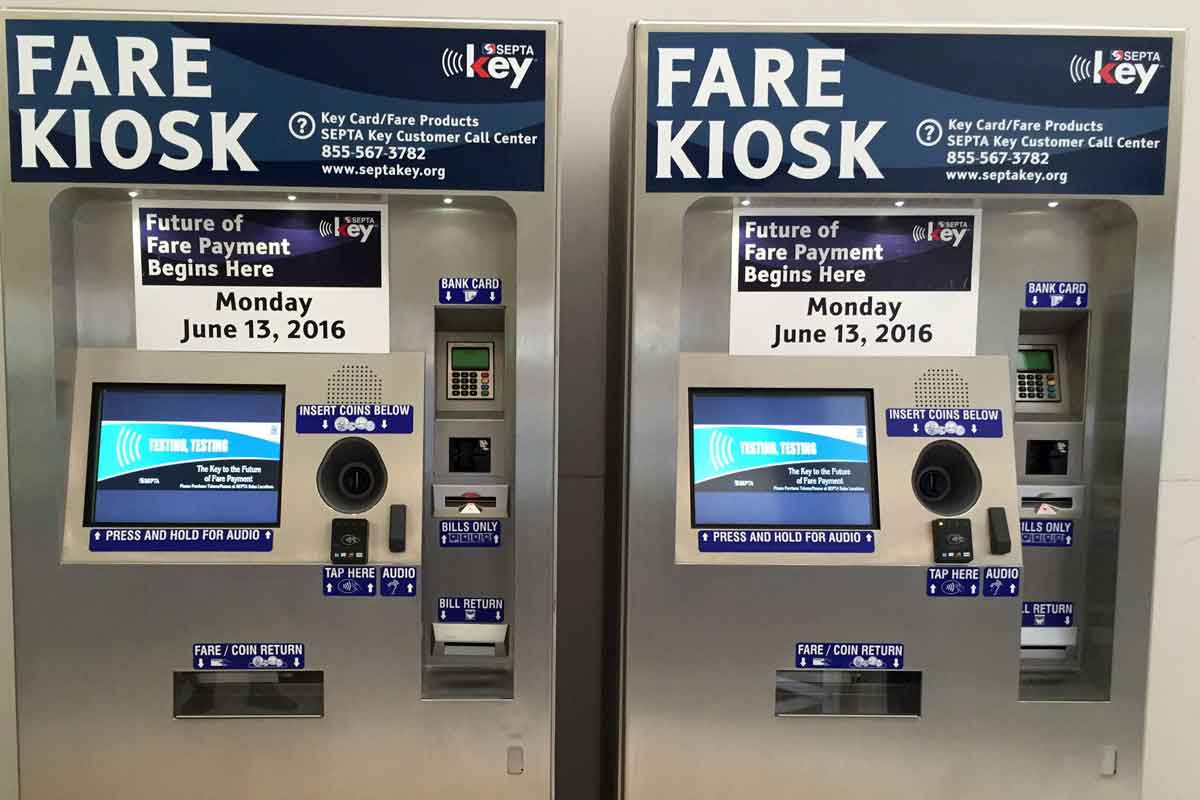 FARE
KIOSK
SEPTA
key
Key Card/Fare Products
SEPTA Key Customer Call Center
855-567-3782
www.septakey.org
Future of
Fare Payment
Begins Here
SEPTA
key
Monday
June 13, 2016
BANK CARD
INSERT COINS BELOW
TESTING, TESTING
The Key to the Future
of Fare Payment
SEPTA
PRESS AND HOLD FOR AUDIO
BILLS ONLY
TAP HERE
AUDIO
BILL RETURN
FARE / COIN RETURN
FARE
KIOSK
SEPTA
key
Key Card/Fare Products
SEPTA Key Customer Call Center
855-567-3782
www.septakey.org
Future of
Fare Payment
Begins Here
SEPTA
key
Monday
June 13, 2016
BANK CARD
INSERT COINS BELOW
TESTING, TESTING
The Key to the Future
of Fare Payment
SEPTA
PRESS AND HOLD FOR AUDIO
ILLS ONLY
TAP HERE
AUDIO
LL RETURN
FARE / COIN RETURN